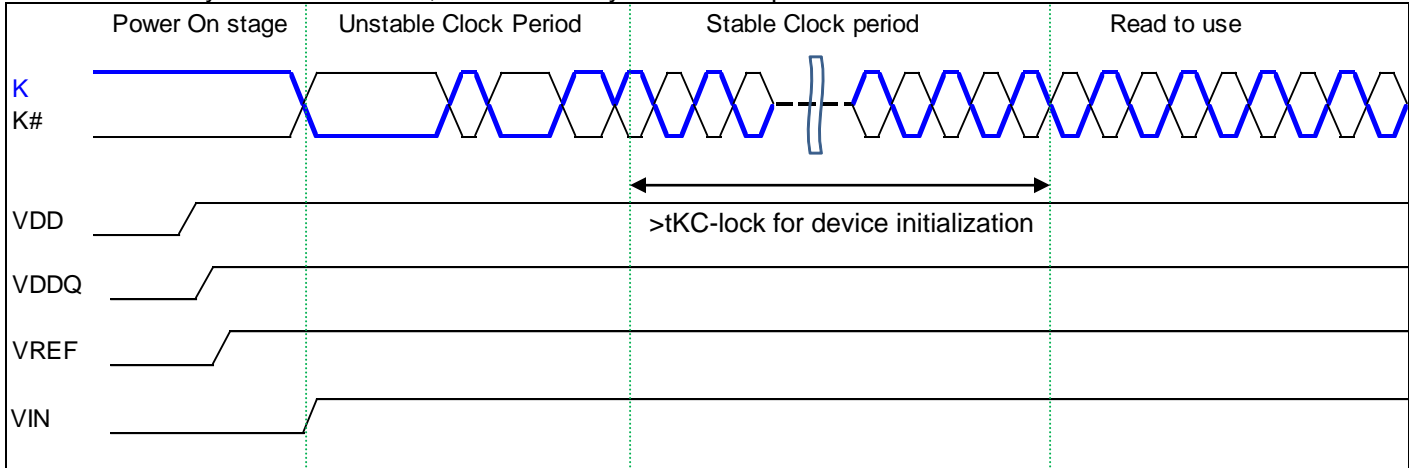 Power On stage Unstable Clock Period Stable Clock period Read to use
K
K#
>tKC-lock for device initialization
VDD
VDDQ
VREF
VIN